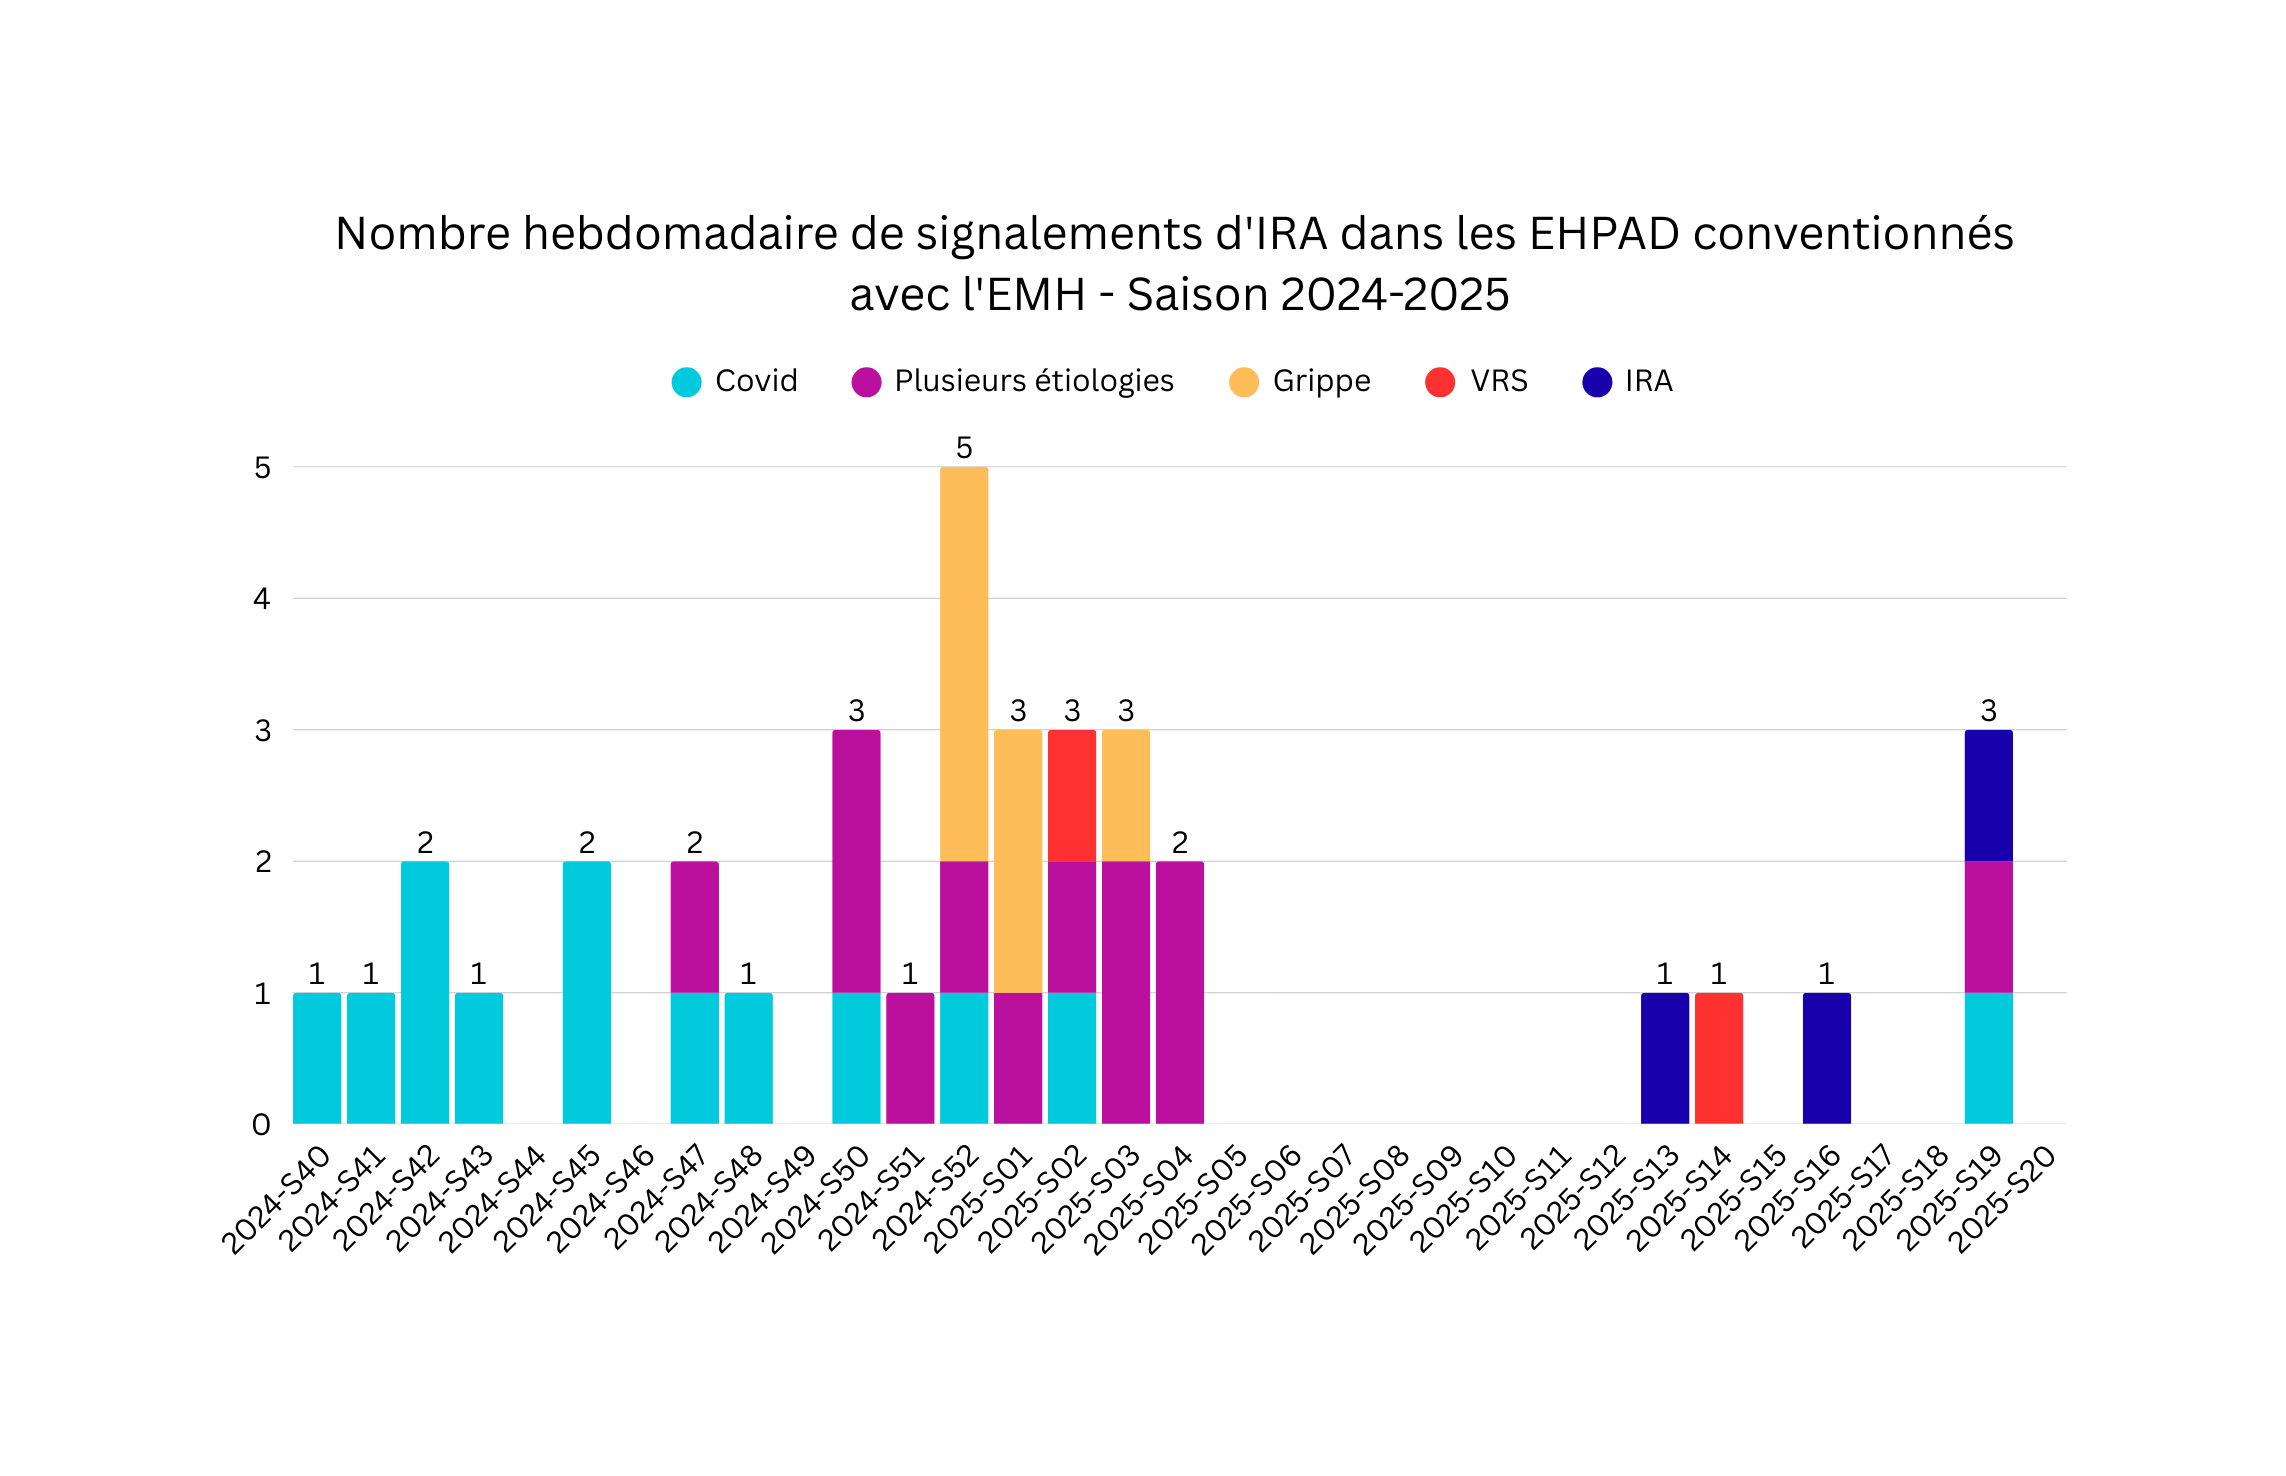 Nombre hebdomadaire de signalements d'IRA dans les EHPAD conventionnés
avec l'EMH - Saison 2024-2025
Covid Plusieurs étiologies Grippe VRS IRA
5
5
4
3 3 3 3 3
3
2 2 2 2
2
1 1 1 1 1 1 1 1
1
0
2024-S40 2024-S41 2024-S42 2024-S43 2024-S44 2024-S45 2024-S46 2024-S47 2024-S48 2024-S49 2024-S50 2024-S51 2024-S52 2025-S01 2025-S02 2025-S03 2025-S04 2025-S05 2025-S06 2025-S07 2025-S08 2025-S09 2025-S10 2025-S11 2025-S12 2025-S13 2025-S14 2025-S15 2025-S16 2025-S17 2025-S18 2025-S19 2025-S20